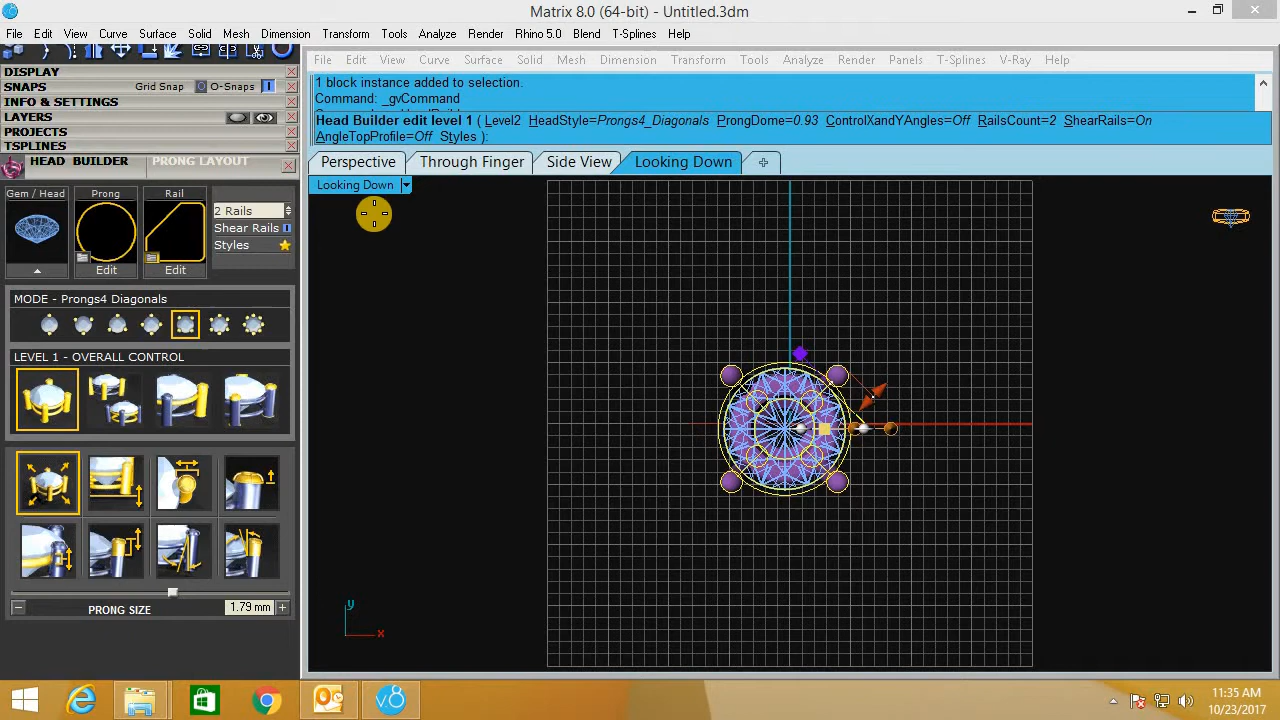 Matrix 8.0 (64-bit) - Untitled.3dm
File Edit View Curve Surface Solid Mesh Dimension Transform Tools Analyze Render Rhino 5.0 Blend T-Splines Help
File Edit View Curve Surface Solid Mesh Dimension Transform Tools Analyze Render Panels T-Splines V-Ray Help
DISPLAY
SNAPS Grid Snap O-Snaps
INFO & SETTINGS
LAYERS
PROJECTS
TSPLINES
HEAD BUILDER PRONG LAYOUT
1 block instance added to selection.
Command: _gvCommand
Head Builder edit level 1 ( Level2 HeadStyle=Prongs4_Diagonals ProngDome=0.93 ControlXandYAngles=Off RailsCount=2 ShearRails=On
AngleTopProfile=Off Styles ):
Perspective Through Finger Side View Looking Down
Looking Down
Gem / Head Prong Rail
2 Rails
Shear Rails
Styles
Edit Edit
MODE - Prongs4 Diagonals
LEVEL 1 - OVERALL CONTROL
PRONG SIZE 1.79 mm
y
x
v8
11:35 AM
10/23/2017